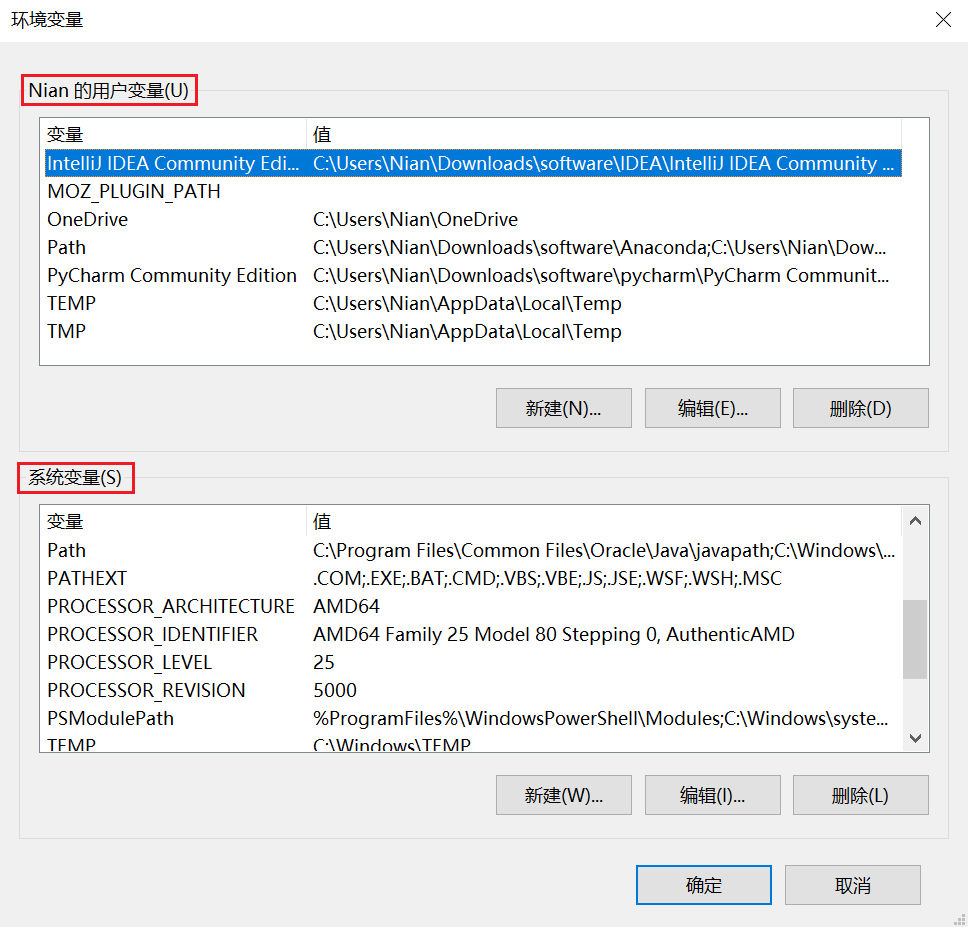 环境变量
Nian 的用户变量(U)
变量 值
IntelliJ IDEA Community Edi... C:\Users\Nian\Downloads\software\IDEA\IntelliJ IDEA Community ...
MOZ_PLUGIN_PATH
OneDrive C:\Users\Nian\OneDrive
Path C:\Users\Nian\Downloads\software\Anaconda;C:\Users\Nian\Dow...
PyCharm Community Edition C:\Users\Nian\Downloads\software\pycharm\PyCharm Communit...
TEMP C:\Users\Nian\AppData\Local\Temp
TMP C:\Users\Nian\AppData\Local\Temp
新建(N)... 编辑(E)... 删除(D)
系统变量(S)
变量 值
Path C:\Program Files\Common Files\Oracle\Java\javapath;C:\Windows\...
PATHEXT .COM;.EXE;.BAT;.CMD;.VBS;.VBE;.JS;.JSE;.WSF;.WSH;.MSC
PROCESSOR_ARCHITECTURE AMD64
PROCESSOR_IDENTIFIER AMD64 Family 25 Model 80 Stepping 0, AuthenticAMD
PROCESSOR_LEVEL 25
PROCESSOR_REVISION 5000
PSModulePath %ProgramFiles%\WindowsPowerShell\Modules;C:\Windows\syste...
TEMP C:\Windows\TEMP
新建(W)... 编辑(I)... 删除(L)
确定 取消